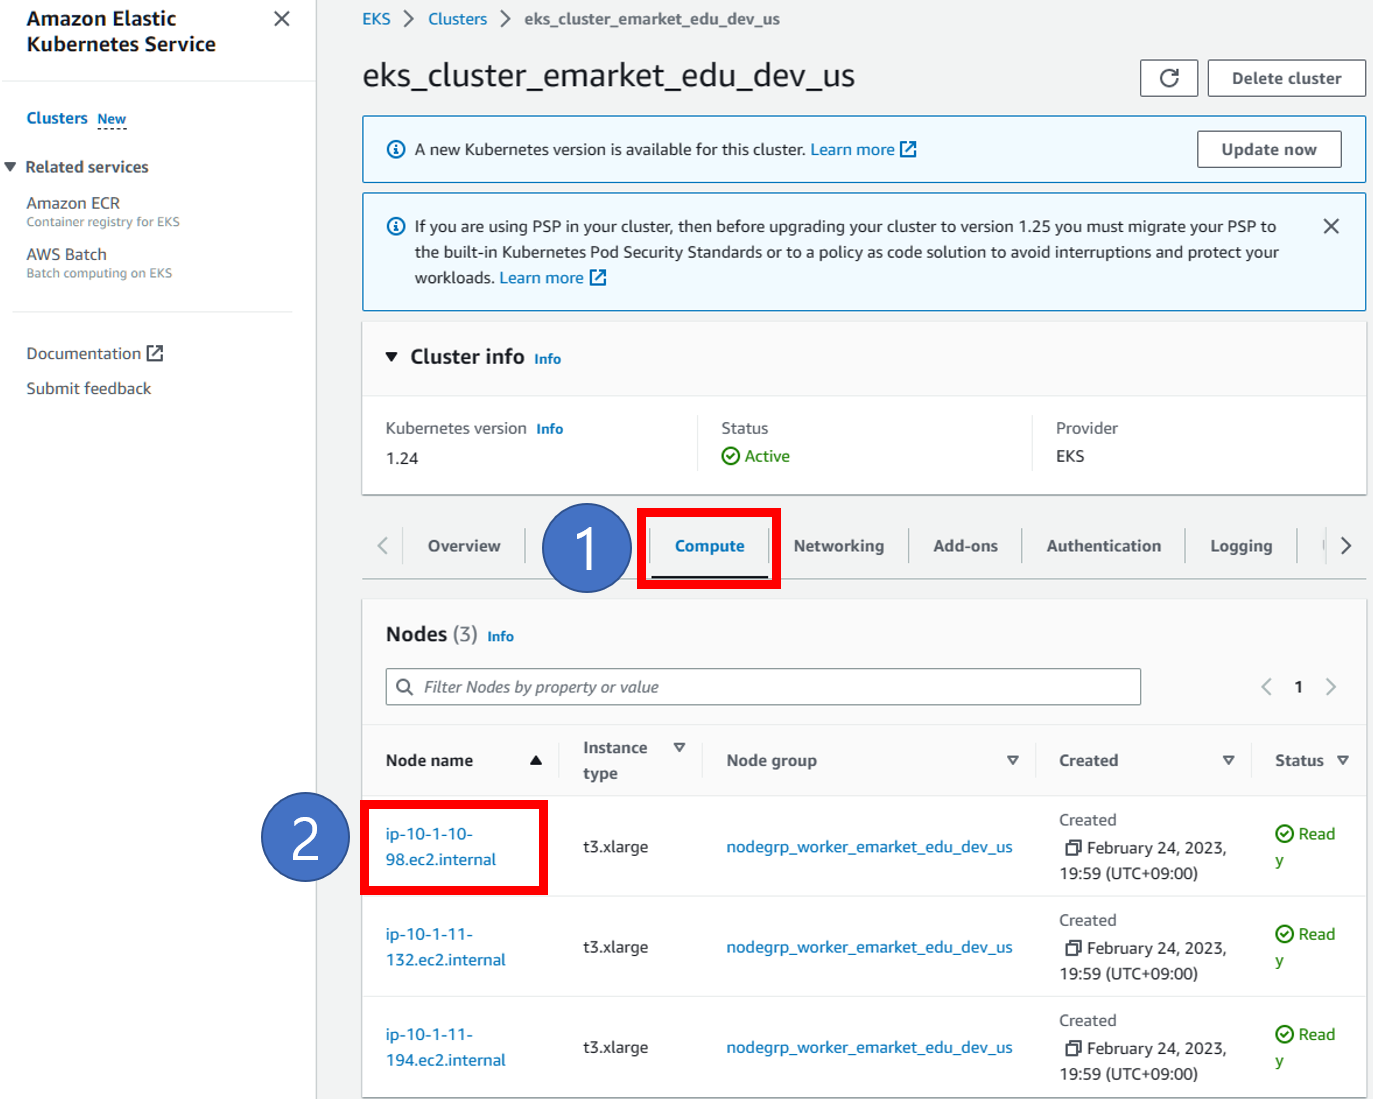 Amazon Elastic
Kubernetes Service
Clusters New
Related services
Amazon ECR
Container registry for EKS
AWS Batch
Batch computing on EKS
Documentation
Submit feedback
EKS > Clusters > eks_cluster_emarket_edu_dev_us
eks_cluster_emarket_edu_dev_us
Delete cluster
A new Kubernetes version is available for this cluster. Learn more
Update now
If you are using PSP in your cluster, then before upgrading your cluster to version 1.25 you must migrate your PSP to
the built-in Kubernetes Pod Security Standards or to a policy as code solution to avoid interruptions and protect your
workloads. Learn more
Cluster info Info
Kubernetes version Info
1.24
Status
Active
Provider
EKS
Overview
1
Compute
Networking
Add-ons
Authentication
Logging
Nodes (3) Info
Filter Nodes by property or value
1
Node name
Instance
type
Node group
Created
Status
2
ip-10-1-10-
98.ec2.internal
t3.xlarge
nodegrp_worker_emarket_edu_dev_us
Created
February 24, 2023,
19:59 (UTC+09:00)
Read
y
ip-10-1-11-
132.ec2.internal
t3.xlarge
nodegrp_worker_emarket_edu_dev_us
Created
February 24, 2023,
19:59 (UTC+09:00)
Read
y
ip-10-1-11-
194.ec2.internal
t3.xlarge
nodegrp_worker_emarket_edu_dev_us
Created
February 24, 2023,
19:59 (UTC+09:00)
Read
y